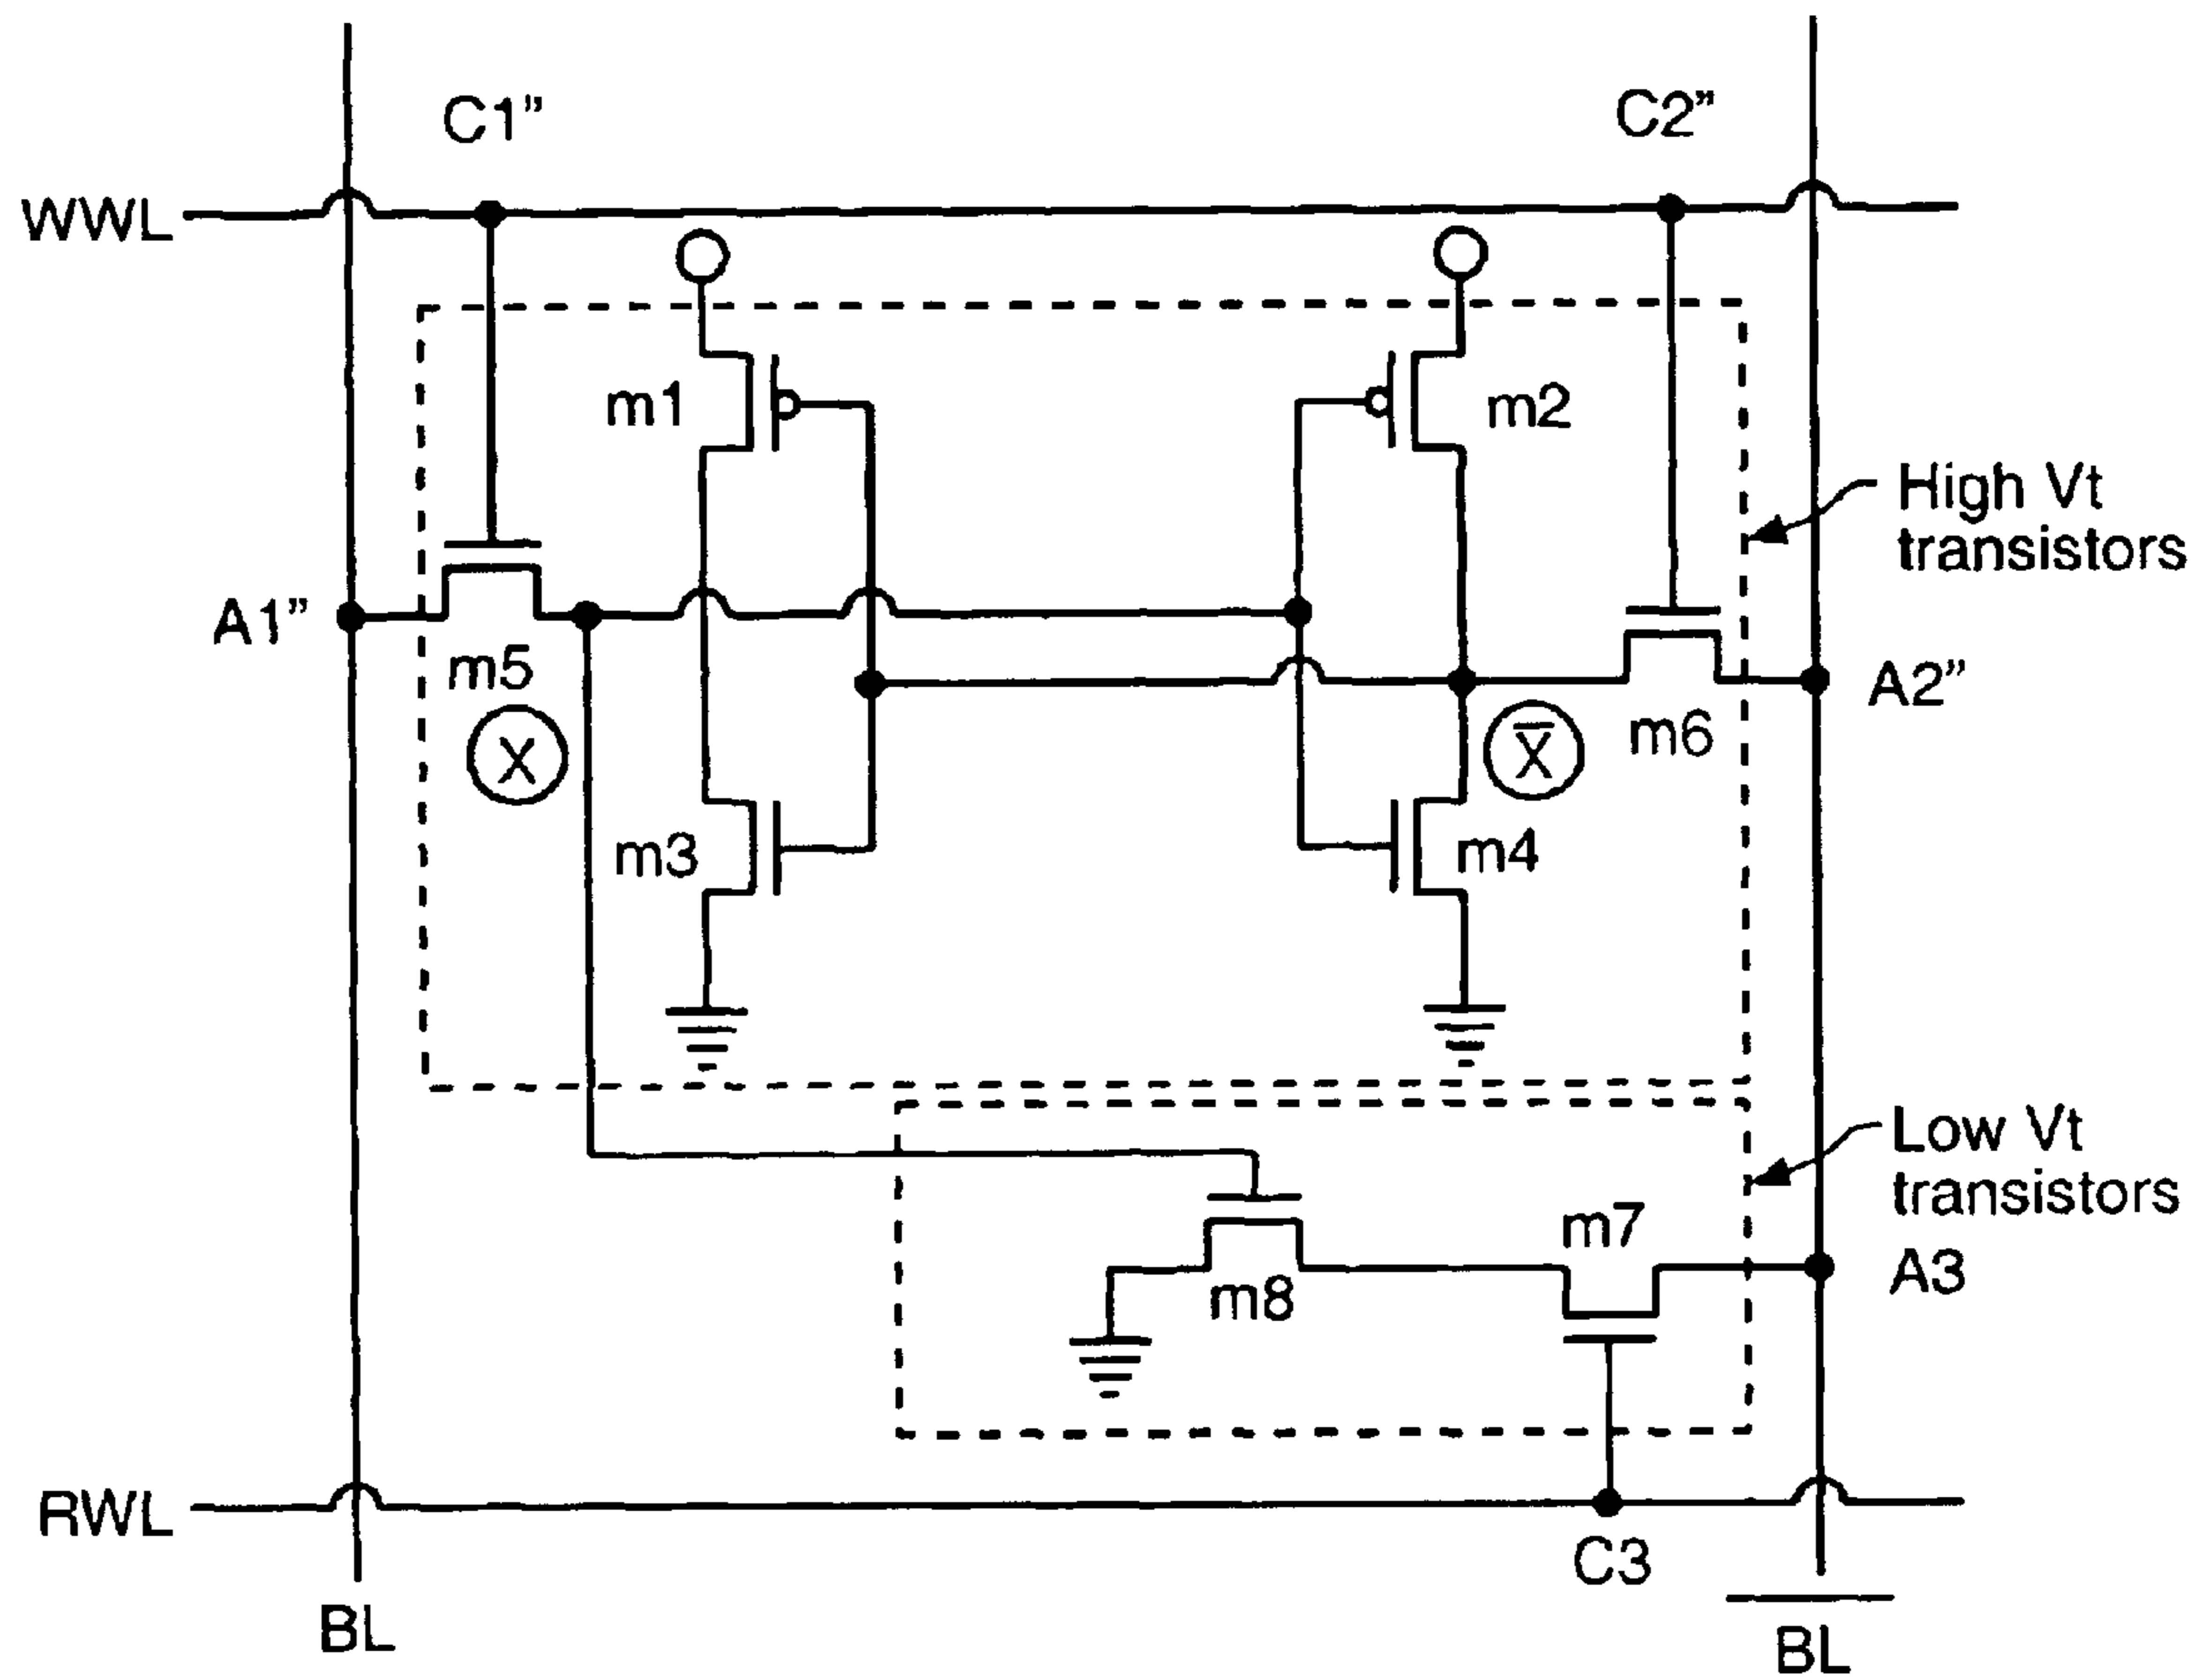 C1”
C2”
WWL
m1
m2
High Vt
transistors
A1”
m5
X
X̅
m6
A2”
m3
m4
Low Vt
transistors
m7
m8
A3
RWL
C3
BL
B̅L̅